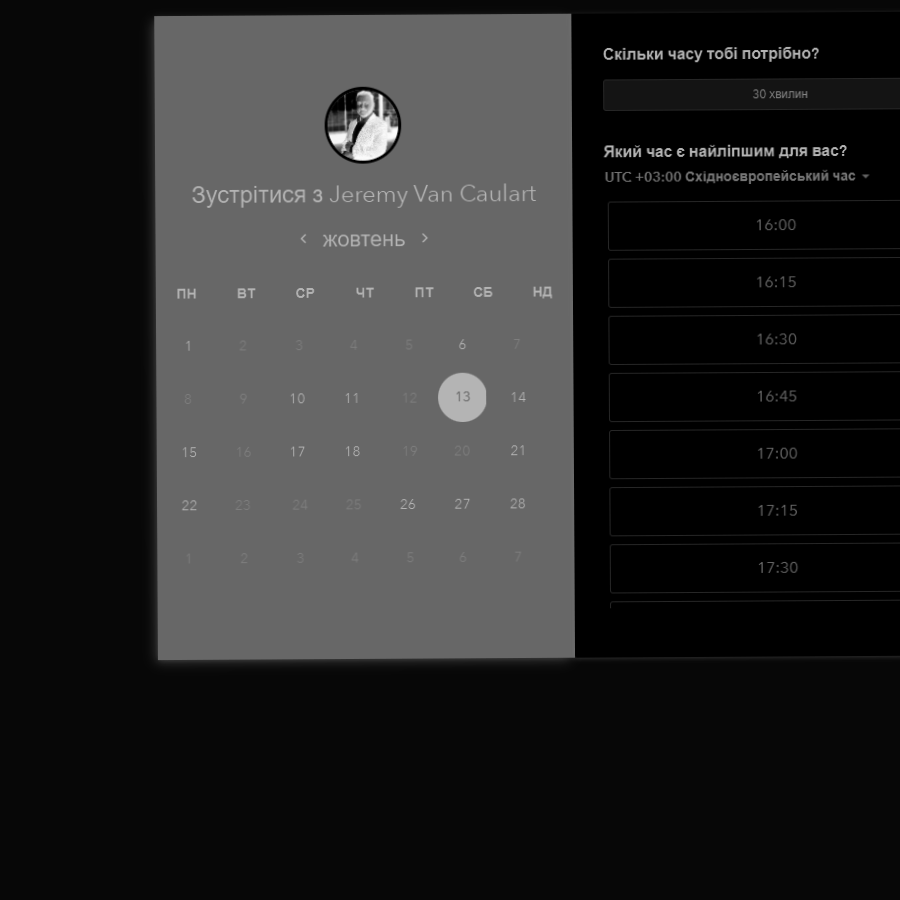 Зустрітися з Jeremy Van Caulart
жовтень
ПН ВТ СР ЧТ ПТ СБ НД
1 2 3 4 5 6 7
8 9 10 11 12 13 14
15 16 17 18 19 20 21
22 23 24 25 26 27 28
1 2 3 4 5 6 7
Скільки часу тобі потрібно?
30 хвилин
Який час є найліпшим для вас?
UTC +03:00 Східноєвропейський час
16:00
16:15
16:30
16:45
17:00
17:15
17:30